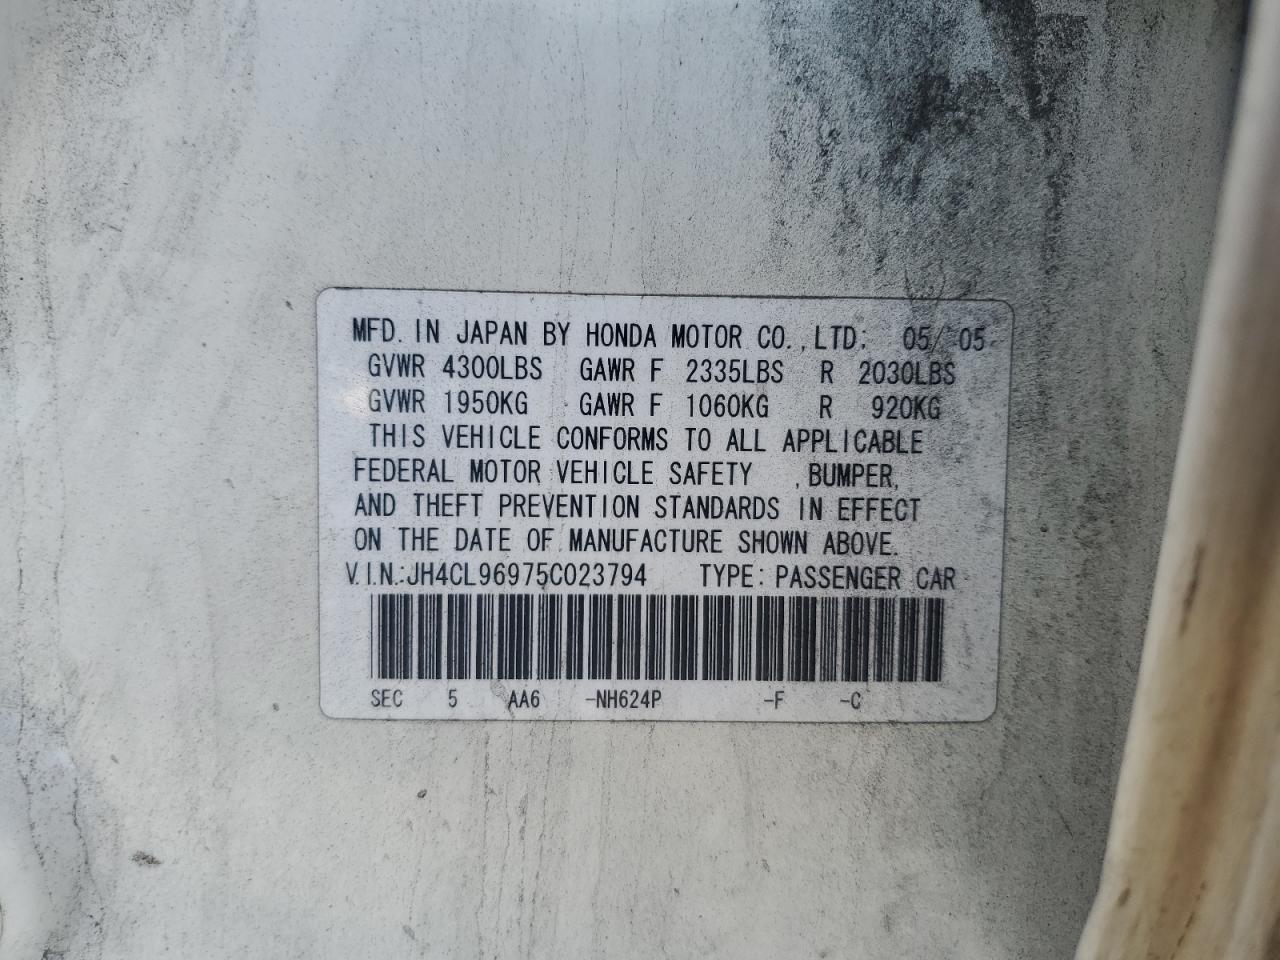 MFD. IN JAPAN BY HONDA MOTOR CO., LTD: 05/ 05
GVWR 4300LBS GAWR F 2335LBS R 2030LBS
GVWR 1950KG GAWR F 1060KG R 920KG
THIS VEHICLE CONFORMS TO ALL APPLICABLE
FEDERAL MOTOR VEHICLE SAFETY , BUMPER,
AND THEFT PREVENTION STANDARDS IN EFFECT
ON THE DATE OF MANUFACTURE SHOWN ABOVE.
V.I.N.:JH4CL96975C023794 TYPE: PASSENGER CAR
SEC 5 AA6 -NH624P -F -C